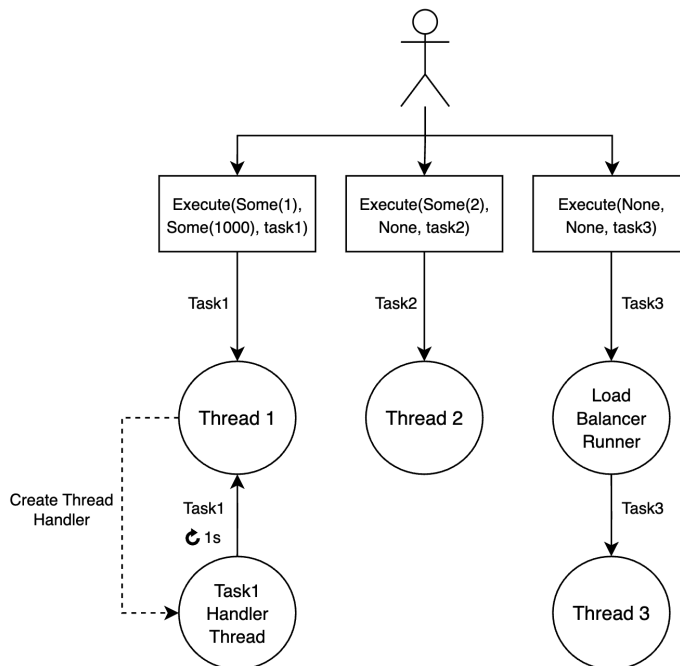 Execute(Some(1),
Some(1000), task1)
Execute(Some(2),
None, task2)
Execute(None,
None, task3)
Task1
Task2
Task3
Thread 1
Thread 2
Load
Balancer
Runner
Create Thread
Handler
Task1
1s
Task3
Task1
Handler
Thread
Thread 3